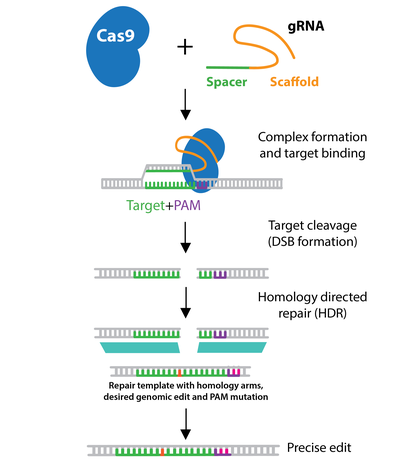 Cas9
+
gRNA
Spacer
Scaffold
Complex formation
and target binding
Target+PAM
Target cleavage
(DSB formation)
Homology directed
repair (HDR)
Repair template with homology arms,
desired genomic edit and PAM mutation
Precise edit